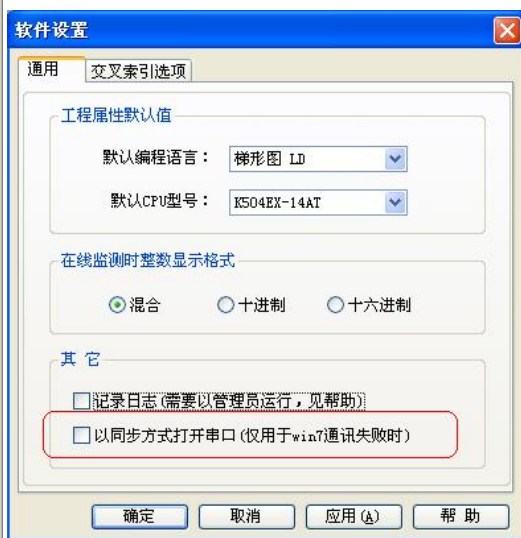 软件设置
通用 交叉索引选项
工程属性默认值
默认编程语言： 梯形图 LD
默认CPU型号： K504EX-14AT
在线监测时整数显示格式
混合 十进制 十六进制
其 它
记录日志(需要以管理员运行，见帮助)
以同步方式打开串口(仅用于win7通讯失败时)
确定 取消 应用(A) 帮 助